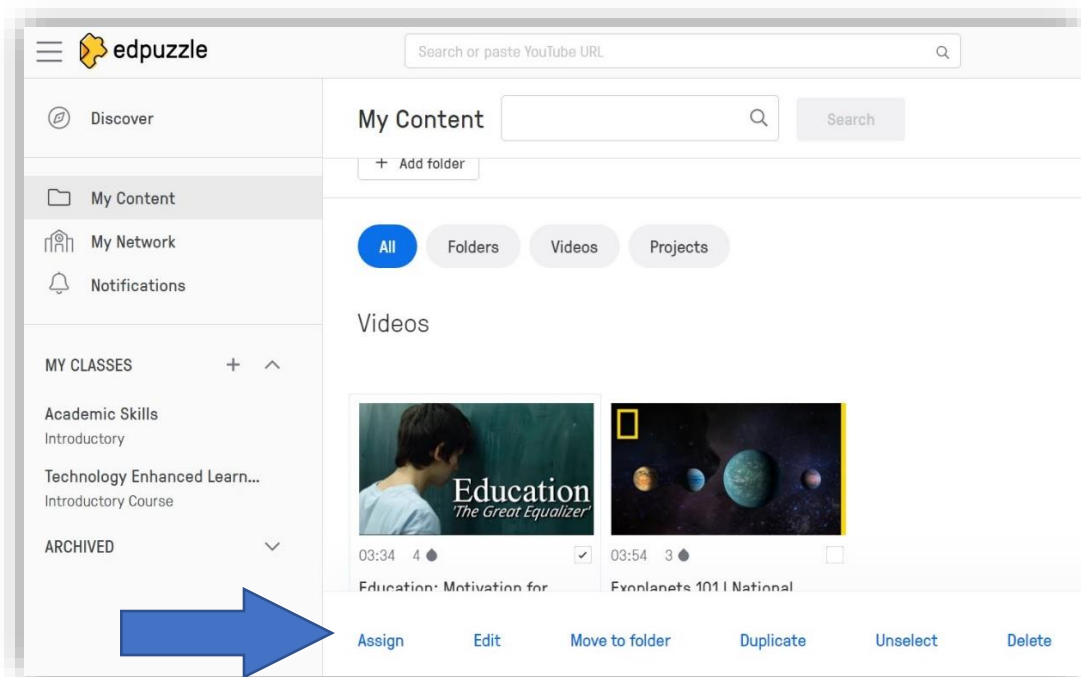 edpuzzle
Search or paste YouTube URL
Discover
My Content
My Network
Notifications
MY CLASSES +
Academic Skills
Introductory
Technology Enhanced Learn...
Introductory Course
ARCHIVED
My Content
Search
+ Add folder
All Folders Videos Projects
Videos
Education
'The Great Equalizer'
03:34 4
Education: Motivation for
03:54 3
Exoplanets 101 | National
Assign Edit Move to folder Duplicate Unselect Delete